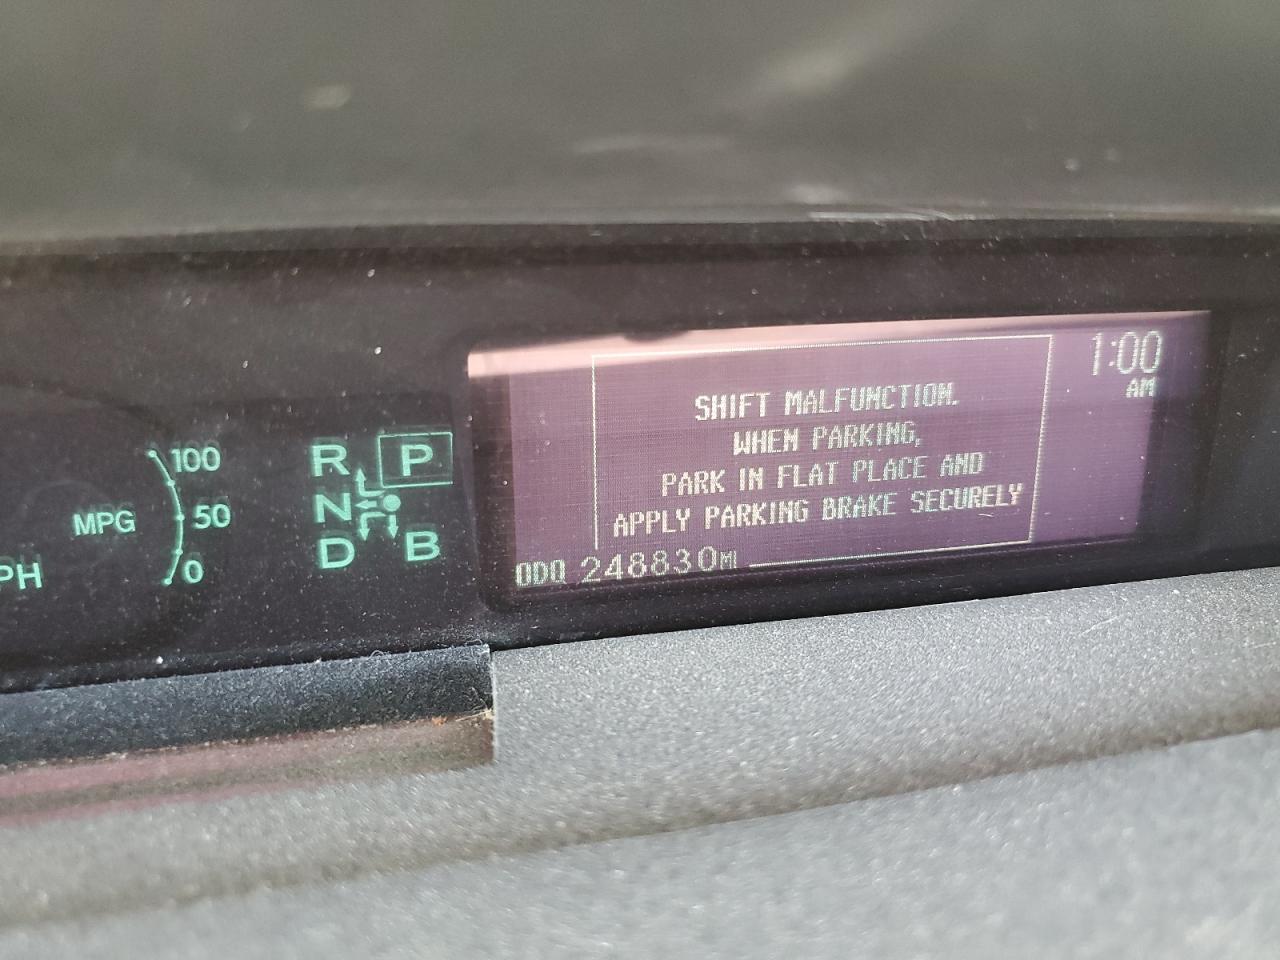 PH
MPG
100
50
0
R P
N
D B
1:00
AM
SHIFT MALFUNCTION.
WHEN PARKING,
PARK IN FLAT PLACE AND
APPLY PARKING BRAKE SECURELY
ODO 248830MI